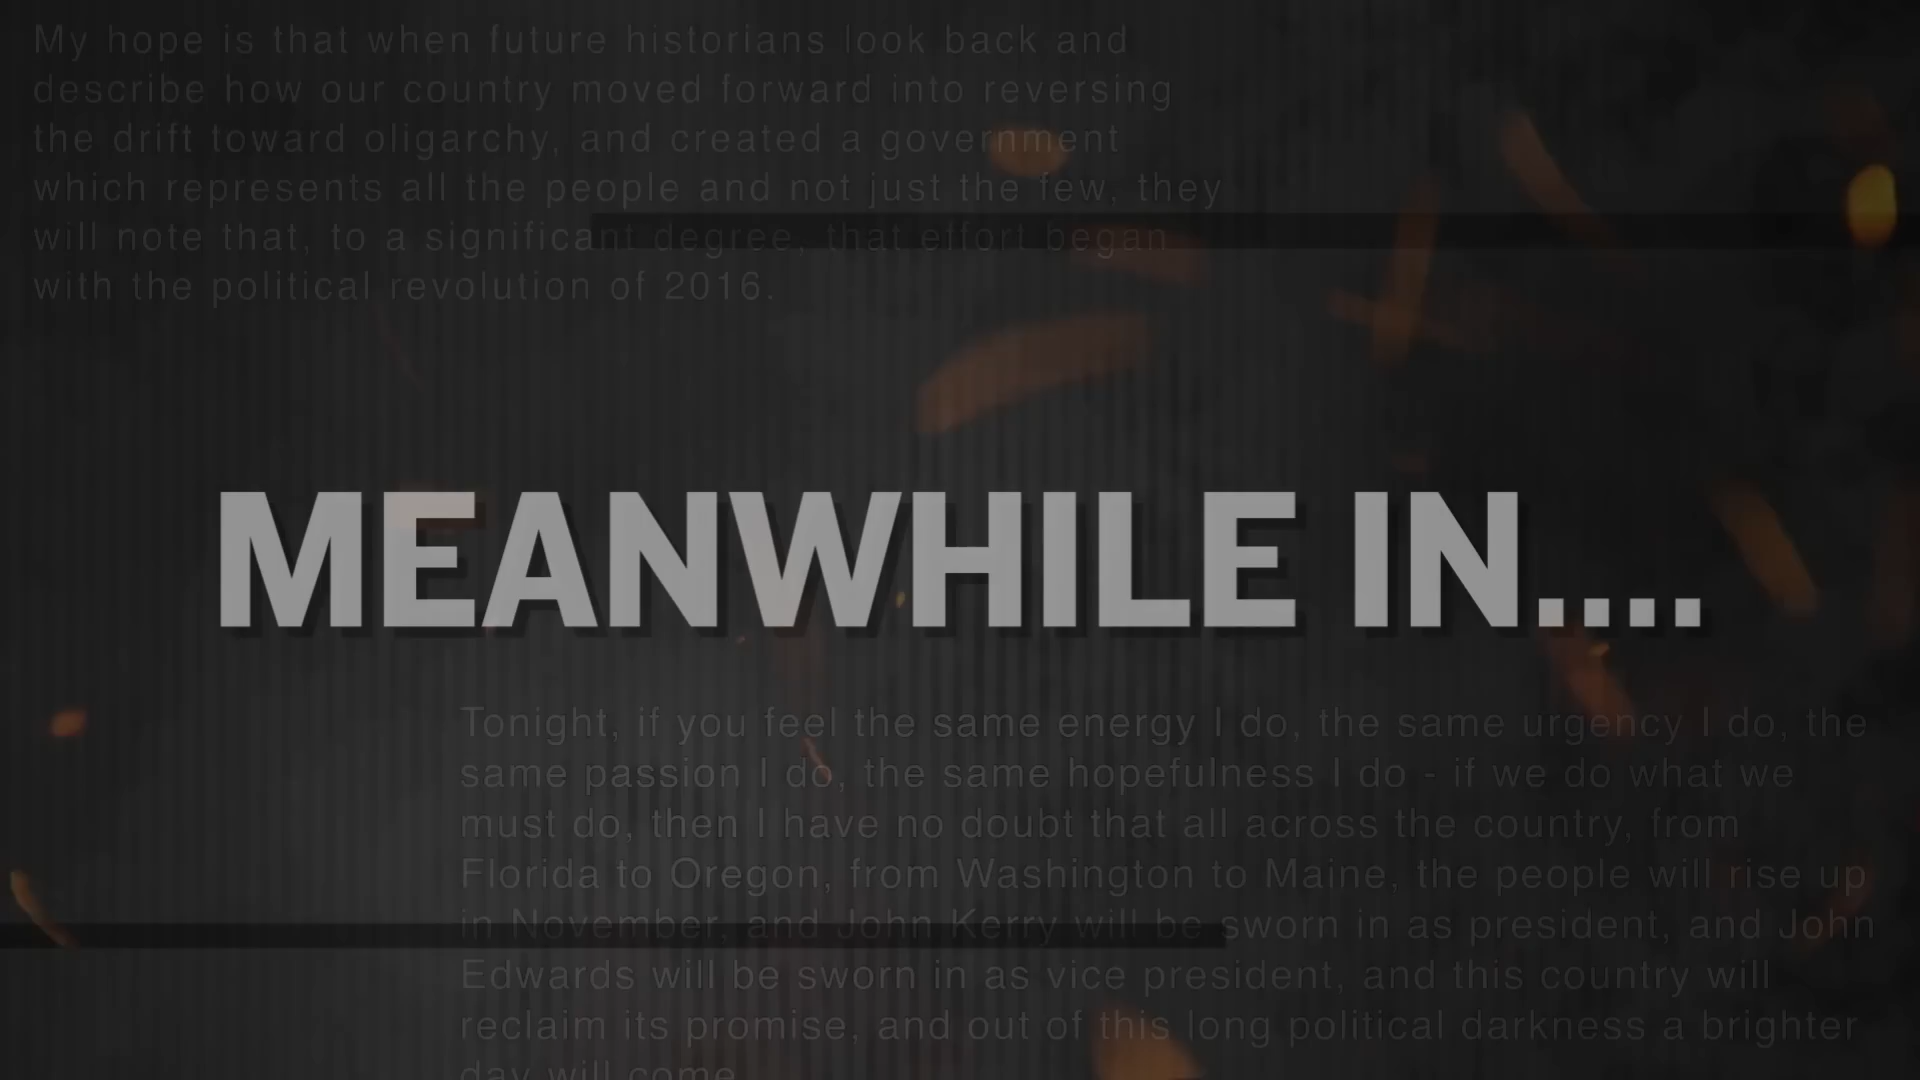 My hope is that when future historians look back and
describe how our country moved forward into reversing
the drift toward oligarchy, and created a government
which represents all the people and not just the few, they
will note that, to a significant degree, that effort began
with the political revolution of 2016.
MEANWHILE IN....
Tonight, if you feel the same energy I do, the same urgency I do, the
same passion I do, the same hopefulness I do - if we do what we
must do, then I have no doubt that all across the country, from
Florida to Oregon, from Washington to Maine, the people will rise up
in November, and John Kerry will be sworn in as president, and John
Edwards will be sworn in as vice president, and this country will
reclaim its promise, and out of this long political darkness a brighter
day will come